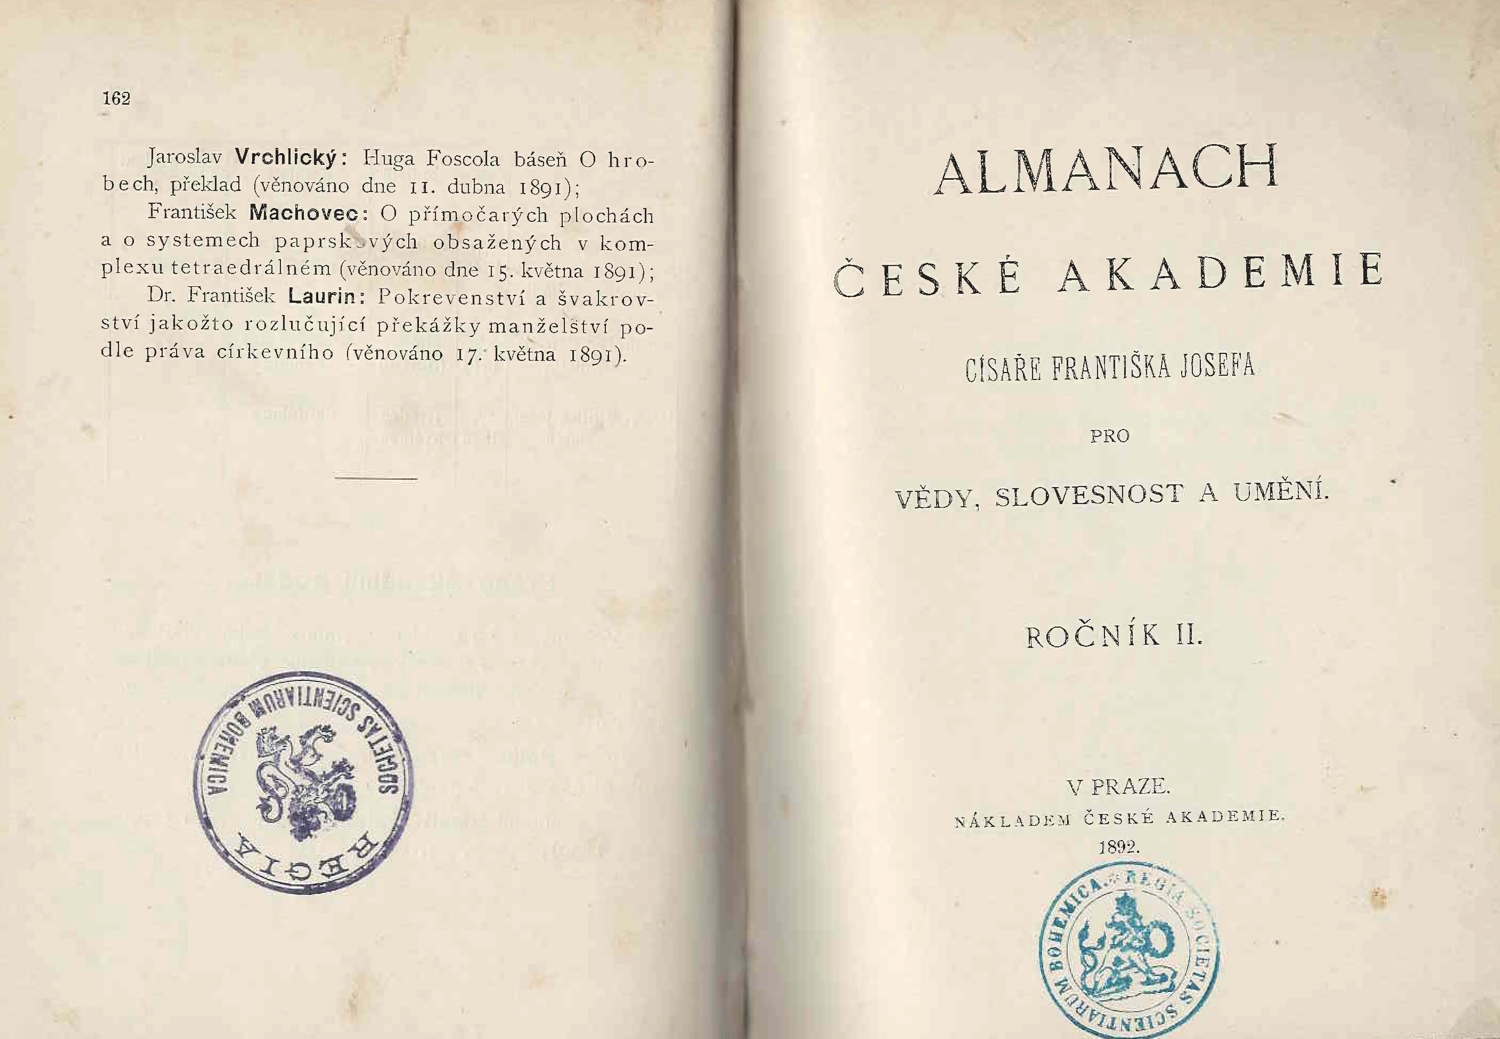 162
Jaroslav Vrchlický: Huga Foscola báseň O hro-
bech, překlad (věnováno dne 11. dubna 1891);
František Machovec: O přímočarých plochách
a o systemech paprskových obsažených v kom-
plexu tetraedrálném (věnováno dne 15. května 1891);
Dr. František Laurin: Pokrevenství a švakrov-
ství jakožto rozlučující překážky manželství po-
dle práva církevního (věnováno 17. května 1891).
SOCIETAS SCIENTIARUM BOHEMICA
REGIA
ALMANACH
ČESKÉ AKADEMIE
CÍSAŘE FRANTIŠKA JOSEFA
PRO
VĚDY, SLOVESNOST A UMĚNÍ.
ROČNÍK II.
V PRAZE.
NÁKLADEM ČESKÉ AKADEMIE.
1892.
REGIA SOCIETAS SCIENTIARUM BOHEMICA.